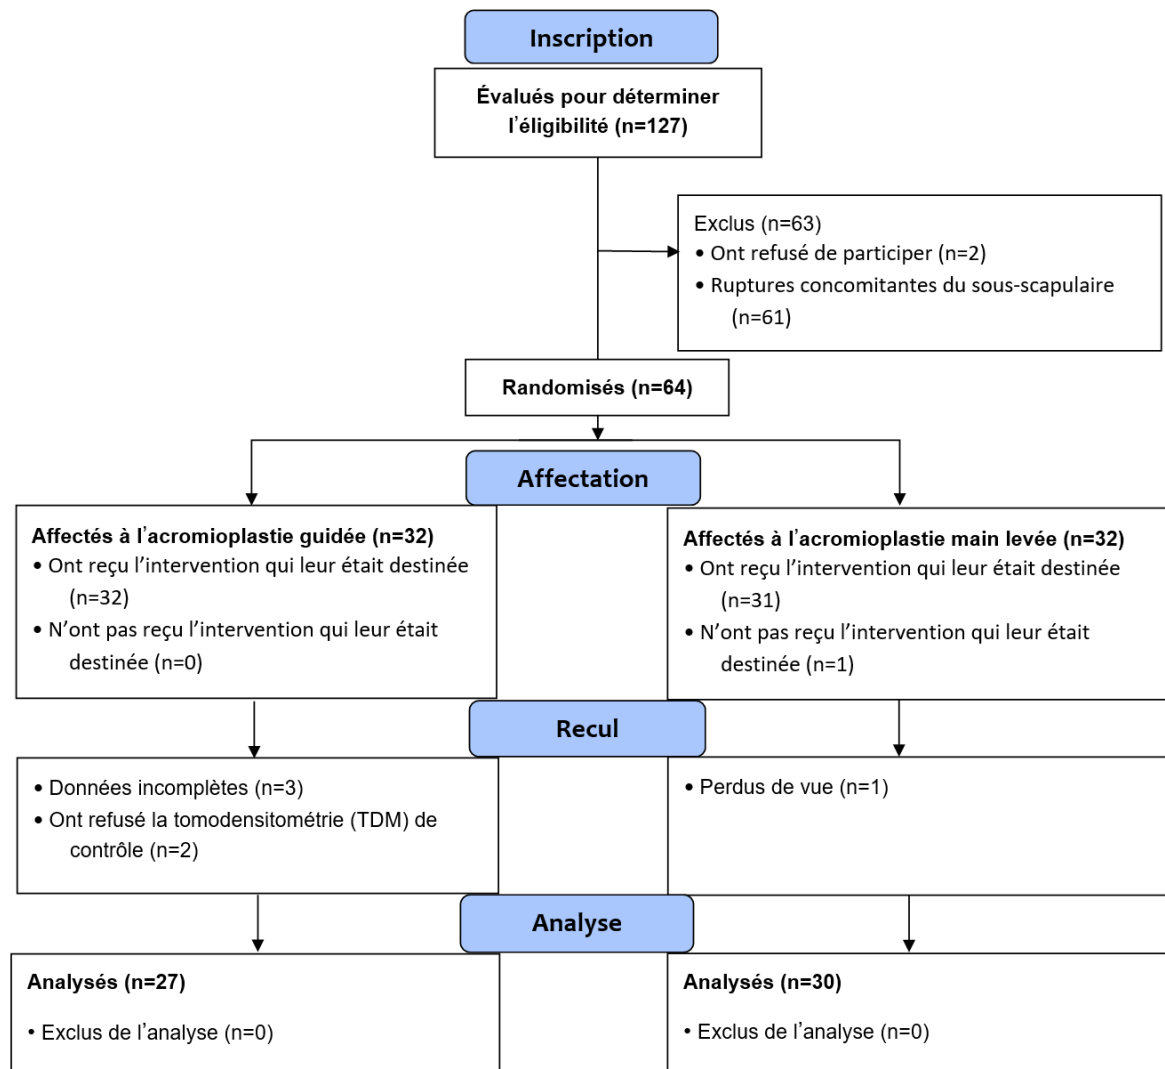 Inscription
Évalués pour déterminer
l'éligibilité (n=127)
Exclus (n=63)
• Ont refusé de participer (n=2)
• Ruptures concomitantes du sous-scapulaire
(n=61)
Randomisés (n=64)
Affectation
Affectés à l'acromioplastie guidée (n=32)
• Ont reçu l'intervention qui leur était destinée
(n=32)
• N'ont pas reçu l'intervention qui leur était
destinée (n=0)
Affectés à l'acromioplastie main levée (n=32)
• Ont reçu l'intervention qui leur était destinée
(n=31)
• N'ont pas reçu l'intervention qui leur était
destinée (n=1)
Recul
• Données incomplètes (n=3)
• Ont refusé la tomodensitométrie (TDM) de
contrôle (n=2)
• Perdus de vue (n=1)
Analyse
Analysés (n=27)
• Exclus de l'analyse (n=0)
Analysés (n=30)
• Exclus de l'analyse (n=0)